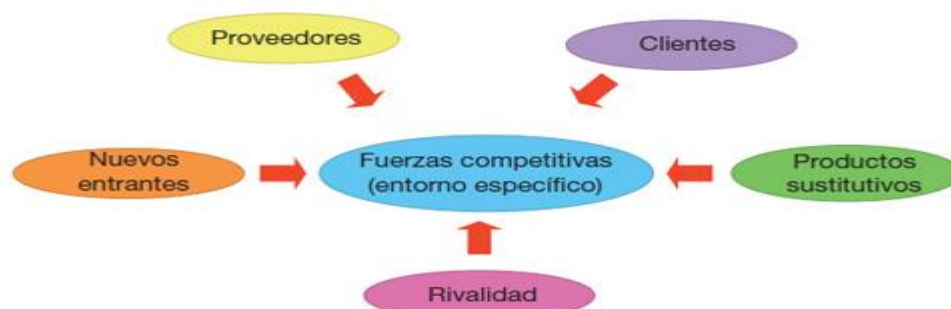 Proveedores
Clientes
Nuevos
entrantes
Fuerzas competitivas
(entorno específico)
Productos
sustitutivos
Rivalidad